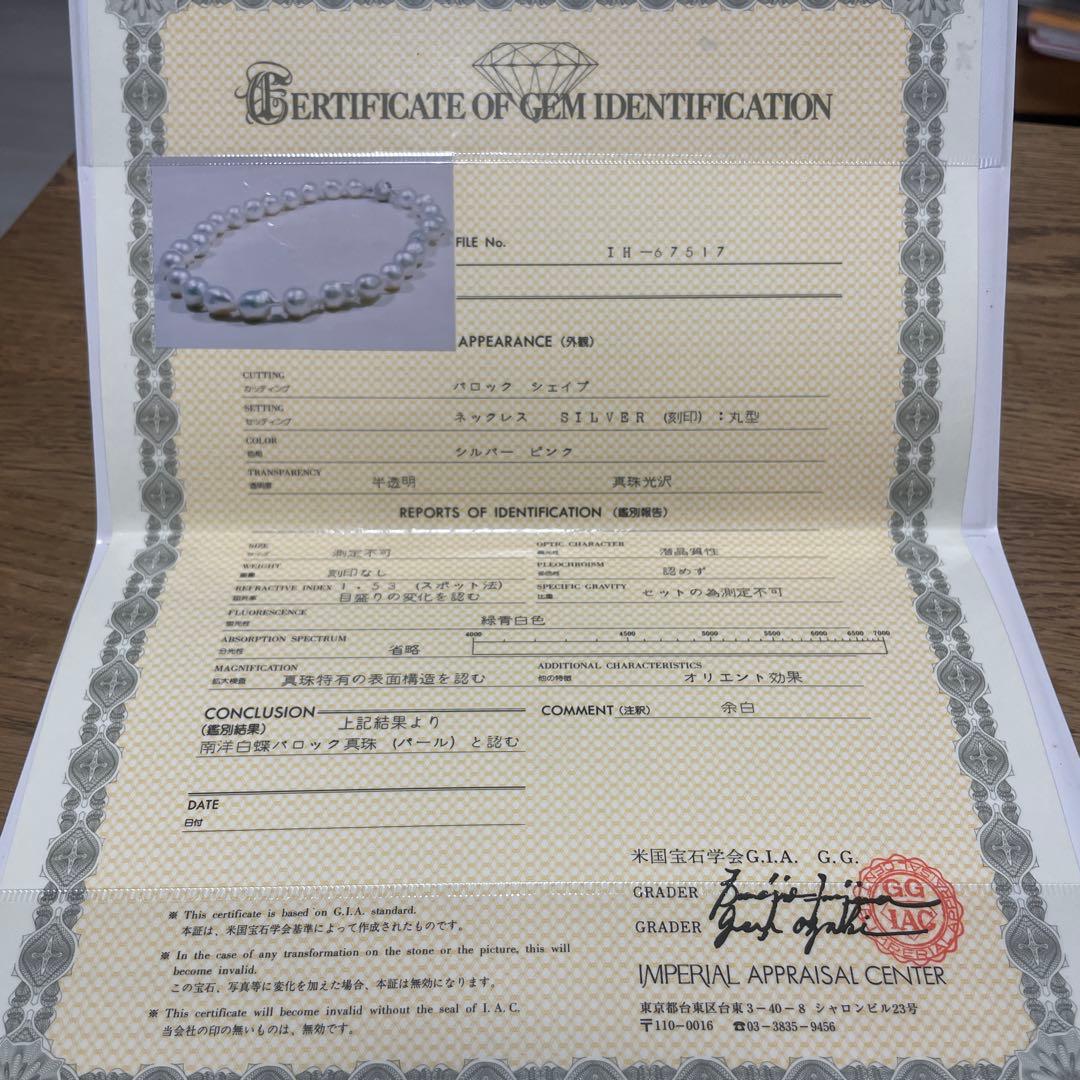 CERTIFICATE OF GEM IDENTIFICATION
FILE No. IH-67517
APPEARANCE (外観)
CUTTING
カッティング バロック シェイプ
SETTING
セッティング ネックレス SILVER (刻印) :丸型
COLOR
色相 シルバー ピンク
TRANSPARENCY
透明度 半透明 真珠光沢
REPORTS OF IDENTIFICATION (鑑別報告)
SIZE
サイズ 測定不可
OPTIC CHARACTER
偏光性 潜晶質性
WEIGHT
重量 刻印なし
PLEOCHROISM
多色性 認めず
REFRACTIVE INDEX 1.53 (スポット法)
屈折率 目盛りの変化を認む
SPECIFIC GRAVITY
比重 セットの為測定不可
FLUORESCENCE
蛍光性 緑青白色
ABSORPTION SPECTRUM
分光性 省略
4000 4500 5000 5500 6000 6500 7000
MAGNIFICATION
拡大検査 真珠特有の表面構造を認む
ADDITIONAL CHARACTERISTICS
他の特徴 オリエント効果
CONCLUSION
(鑑別結果) 上記結果より
南洋白蝶バロック真珠 (パール) と認む
COMMENT (注釈) 余白
DATE
日付
米国宝石学会G.I.A. G.G.
GRADER
GRADER
GG
IAC
IMPERIAL APPRAISAL CENTER
東京都台東区台東3-40-8 シャロンビル23号
〒110-0016 ☎03-3835-9456
※ This certificate is based on G.I.A. standard.
本証は、米国宝石学会基準によって作成されたものです。
※ In the case of any transformation on the stone or the picture, this will
become invalid.
この宝石、写真等に変化を加えた場合、本証は無効になります。
※ This certificate will become invalid without the seal of I.A.C.
当会社の印の無いものは、無効です。